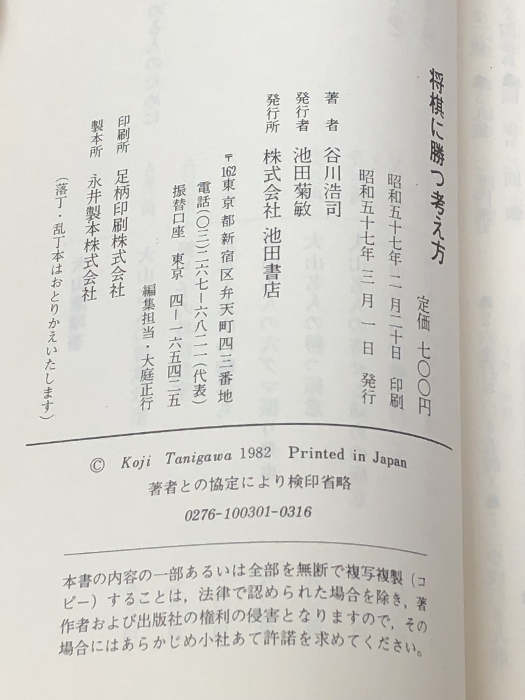 将棋に勝つ考え方
定価 七〇〇円
昭和五十七年二月二十日 印刷
昭和五十七年三月一日 発行
著者 谷川浩司
発行者 池田菊敏
発行所 株式会社 池田書店
〒162 東京都新宿区弁天町四三番地
電話(〇三)二六七―六八二一(代表)
振替口座 東京 四―一六五四二五
編集担当・大庭正行
印刷所 足柄印刷株式会社
製本所 永井製本株式会社
(落丁・乱丁本はおとりかえいたします)
© Koji Tanigawa 1982 Printed in Japan
著者との協定により検印省略
0276-100301-0316
本書の内容の一部あるいは全部を無断で複写複製(コ
ピー)することは,法律で認められた場合を除き,著
作者および出版社の権利の侵害となりますので,その
場合にはあらかじめ小社あて許諾を求めてください。